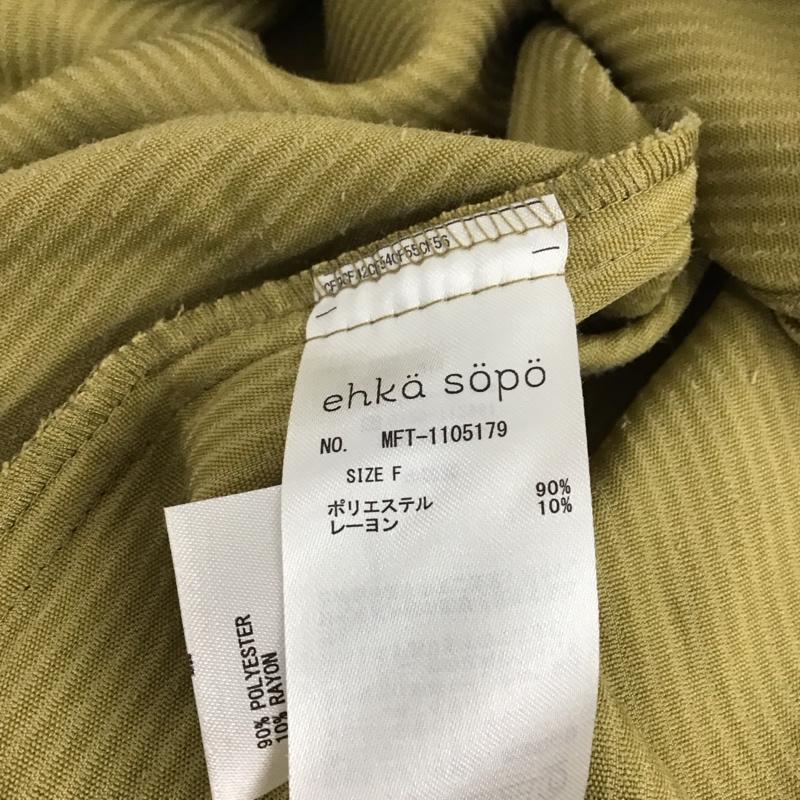 ehkä söpö
NO. MFT-1105179
SIZE F
ポリエステル 90%
レーヨン 10%
90% POLYESTER
10% RAYON